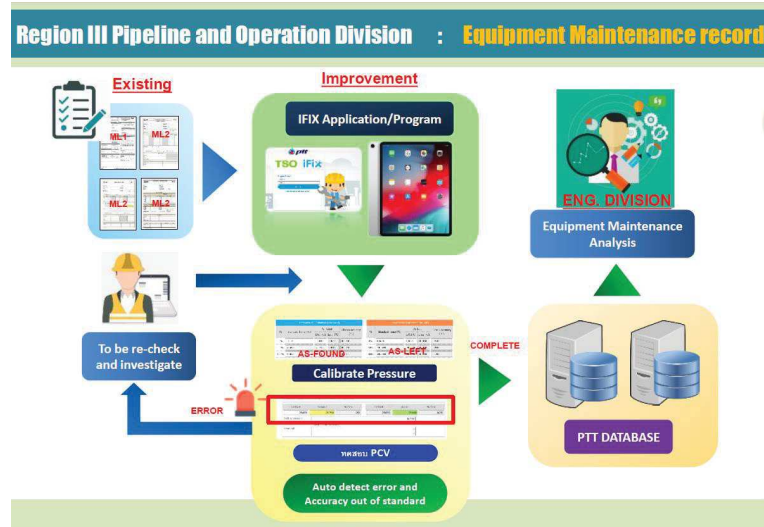 Region III Pipeline and Operation Division : Equipment Maintenance record
Existing
Improvement
ML1
ML2
ML2
ML2
IFIX Application/Program
ptt
TSO iFix
ENG. DIVISION
Equipment Maintenance
Analysis
To be re-check
and investigate
AS-FOUND
AS-LEFT
Calibrate Pressure
COMPLETE
ERROR
ทดสอบ PCV
PTT DATABASE
Auto detect error and
Accuracy out of standard